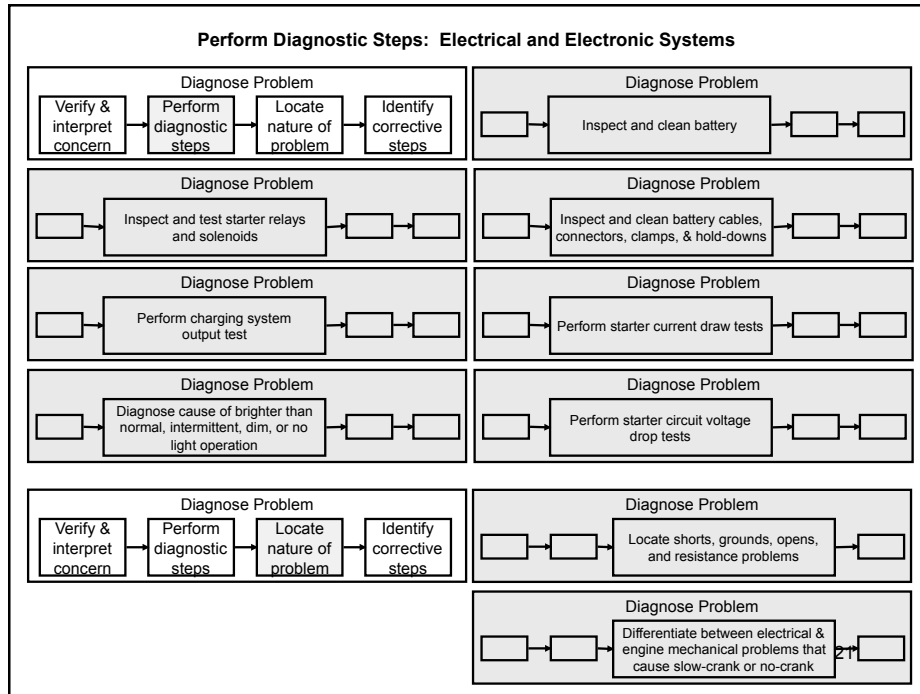 Perform Diagnostic Steps: Electrical and Electronic Systems
Diagnose Problem
Verify &
interpret
concern
Perform
diagnostic
steps
Locate
nature of
problem
Identify
corrective
steps
Diagnose Problem
Inspect and clean battery
Diagnose Problem
Inspect and test starter relays
and solenoids
Diagnose Problem
Inspect and clean battery cables,
connectors, clamps, & hold-downs
Diagnose Problem
Perform charging system
output test
Diagnose Problem
Perform starter current draw tests
Diagnose Problem
Diagnose cause of brighter than
normal, intermittent, dim, or no
light operation
Diagnose Problem
Perform starter circuit voltage
drop tests
Diagnose Problem
Verify &
interpret
concern
Perform
diagnostic
steps
Locate
nature of
problem
Identify
corrective
steps
Diagnose Problem
Locate shorts, grounds, opens,
and resistance problems
Diagnose Problem
Differentiate between electrical &
engine mechanical problems that
cause slow-crank or no-crank
21